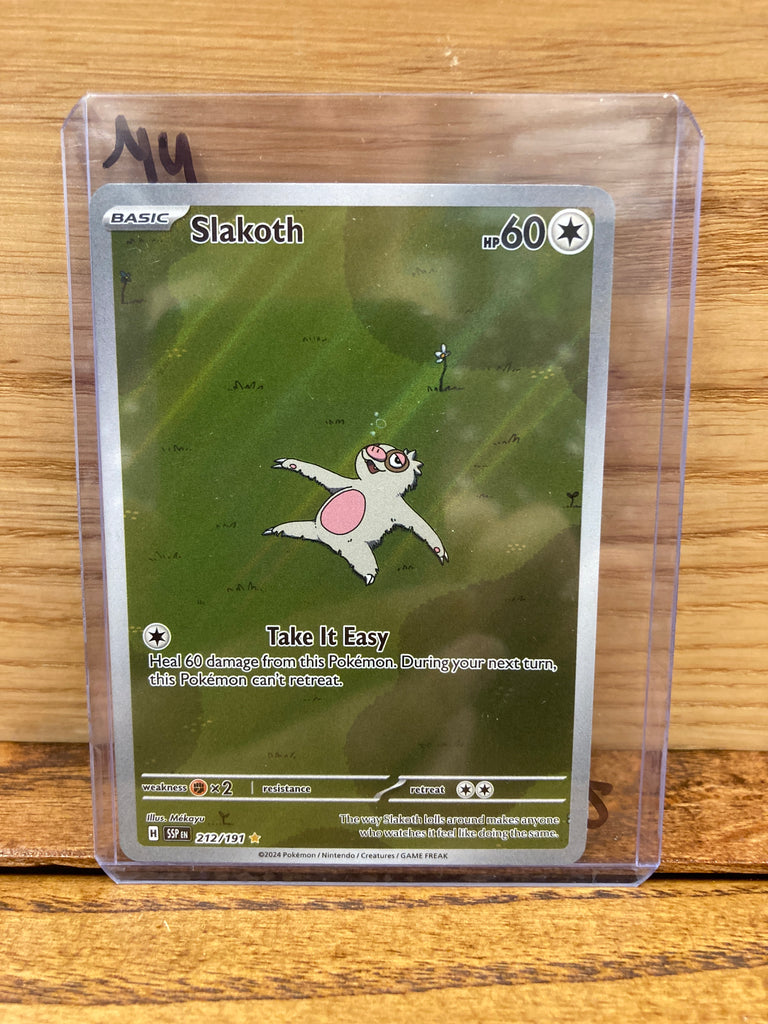 BASIC Slakoth HP60
Take It Easy
Heal 60 damage from this Pokémon. During your next turn,
this Pokémon can't retreat.
weakness ×2 resistance retreat
Illus. Mékayu
The way Slakoth lolls around makes anyone
who watches it feel like doing the same.
H SSP EN 212/191
©2024 Pokémon / Nintendo / Creatures / GAME FREAK